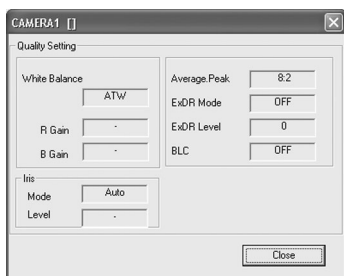 CAMERA1 []
Quality Setting
White Balance
ATW
R Gain -
B Gain -
Iris
Mode Auto
Level -
Average.Peak 8:2
ExDR Mode OFF
ExDR Level 0
BLC OFF
Close